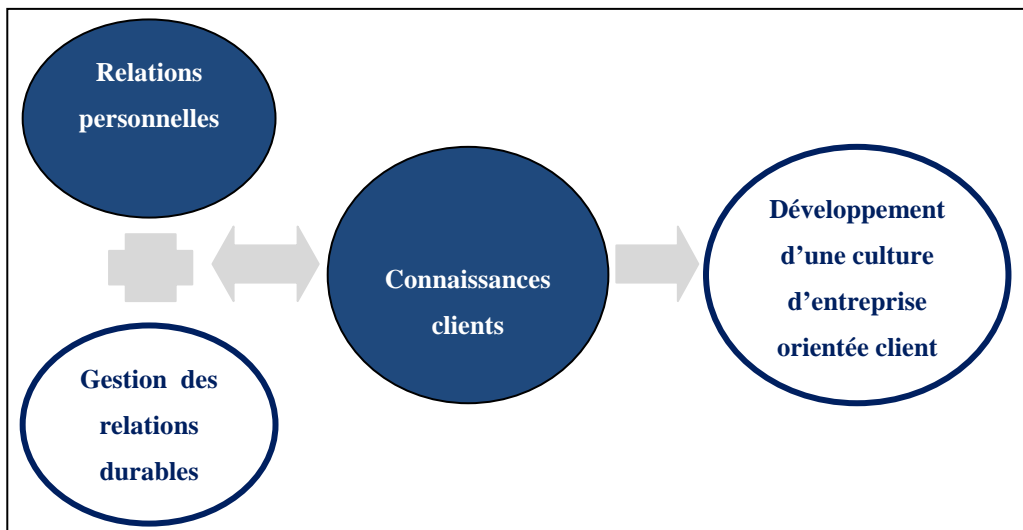 Relations
personnelles
Gestion des
relations
durables
Connaissances
clients
Développement
d’une culture
d’entreprise
orientée client